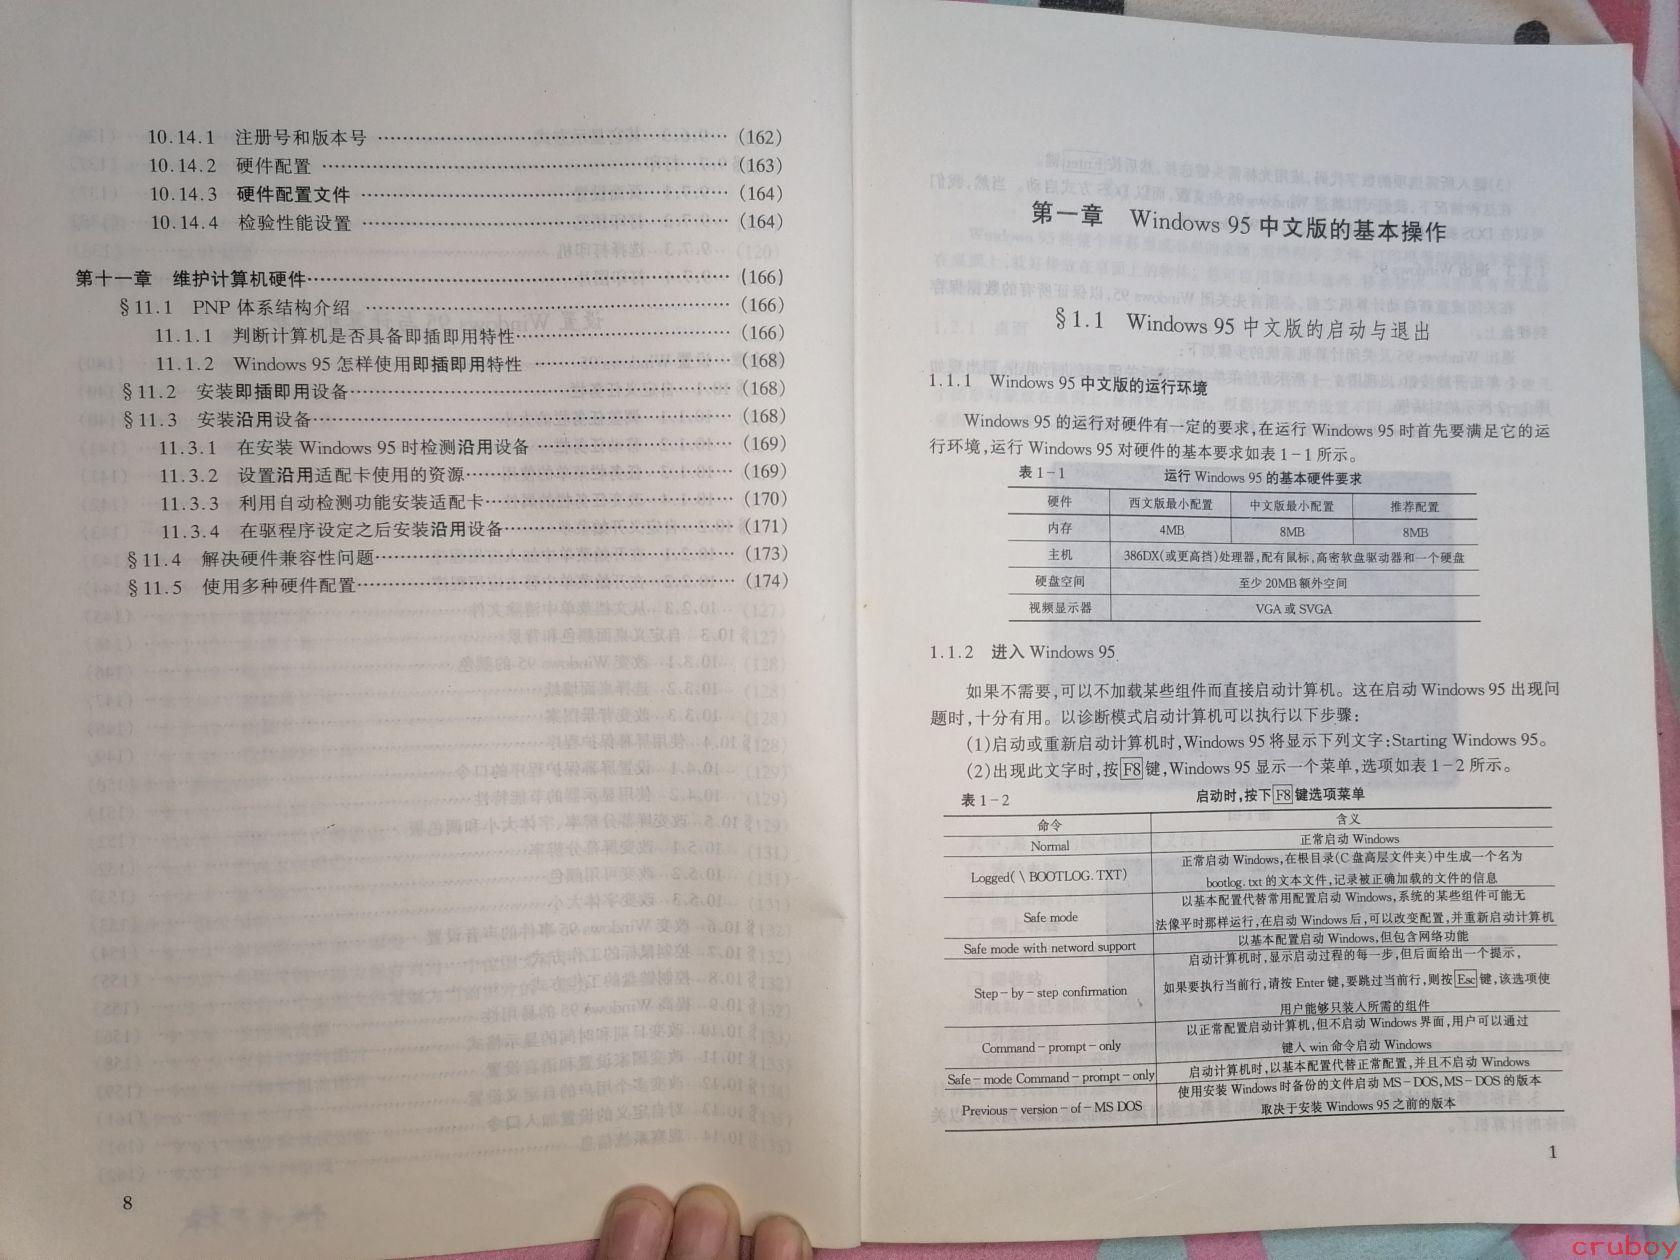 10.14.1 注册号和版本号 …………………………………………… (162)
10.14.2 硬件配置 …………………………………………… (163)
10.14.3 硬件配置文件 …………………………………………… (164)
10.14.4 检验性能设置 …………………………………………… (164)
第十一章 维护计算机硬件…………………………………………… (166)
§11.1 PNP 体系结构介绍 …………………………………………… (166)
11.1.1 判断计算机是否具备即插即用特性…………………………… (166)
11.1.2 Windows 95 怎样使用即插即用特性 …………………………… (168)
§11.2 安装即插即用设备…………………………………………… (168)
§11.3 安装沿用设备…………………………………………… (168)
11.3.1 在安装 Windows 95 时检测沿用设备 …………………………… (169)
11.3.2 设置沿用适配卡使用的资源…………………………… (169)
11.3.3 利用自动检测功能安装适配卡…………………………… (170)
11.3.4 在驱程序设定之后安装沿用设备…………………………… (171)
§11.4 解决硬件兼容性问题…………………………………………… (173)
§11.5 使用多种硬件配置…………………………………………… (174)
8
第一章 Windows 95 中文版的基本操作
§1.1 Windows 95 中文版的启动与退出
1.1.1 Windows 95 中文版的运行环境
Windows 95 的运行对硬件有一定的要求,在运行 Windows 95 时首先要满足它的运
行环境,运行 Windows 95 对硬件的基本要求如表 1-1 所示。
表 1-1 运行 Windows 95 的基本硬件要求
硬件 西文版最小配置 中文版最小配置 推荐配置
内存 4MB 8MB 8MB
主机 386DX(或更高挡)处理器,配有鼠标,高密软盘驱动器和一个硬盘
硬盘空间 至少 20MB 额外空间
视频显示器 VGA 或 SVGA
1.1.2 进入 Windows 95
如果不需要,可以不加载某些组件而直接启动计算机。这在启动 Windows 95 出现问
题时,十分有用。以诊断模式启动计算机可以执行以下步骤:
(1)启动或重新启动计算机时,Windows 95 将显示下列文字:Starting Windows 95。
(2)出现此文字时,按F8键,Windows 95 显示一个菜单,选项如表 1-2 所示。
表 1-2 启动时,按下F8键选项菜单
命令 含义
Normal 正常启动 Windows
Logged(\BOOTLOG.TXT) 正常启动 Windows,在根目录(C 盘高层文件夹)中生成一个名为
bootlog.txt 的文本文件,记录被正确加载的文件的信息
Safe mode 以基本配置代替常用配置启动 Windows,系统的某些组件可能无
法像平时那样运行,在启动 Windows 后,可以改变配置,并重新启动计算机
Safe mode with netword support 以基本配置启动 Windows,但包含网络功能
Step-by-step confirmation 启动计算机时,显示启动过程的每一步,但后面给出一个提示,
如果要执行当前行,请按 Enter 键,要跳过当前行,则按Esc键,该选项使
用户能够只装人所需的组件
Command-prompt-only 以正常配置启动计算机,但不启动 Windows 界面,用户可以通过
键人 win 命令启动 Windows
Safe-mode Command-prompt-only 启动计算机时,以基本配置代替正常配置,并且不启动 Windows
Previous-version-of-MS DOS 使用安装 Windows 时备份的文件启动 MS-DOS,MS-DOS 的版本
取决于安装 Windows 95 之前的版本
1
cruboy